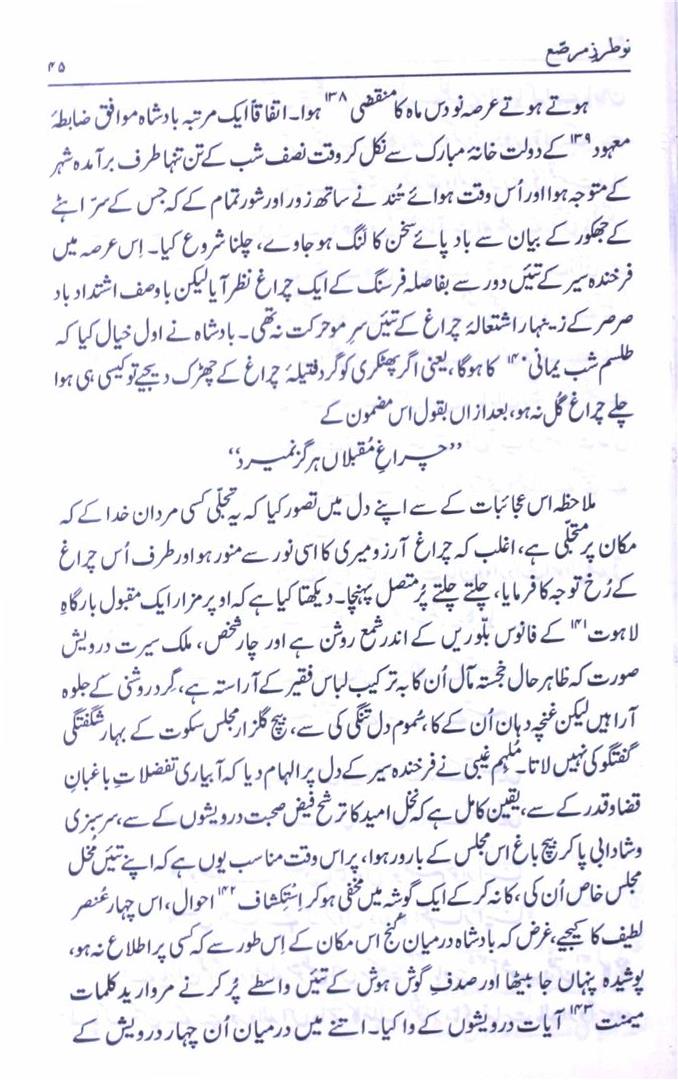 نو طرزِ مرصّع
۴۵
ہوتے ہوتے عرصہ نو دس ماہ کا منقضی ۱۳۸ ہوا۔ اتفاقاً ایک مرتبہ بادشاہ موافق ضابطۂ
معہود ۱۳۹ کے دولت خانۂ مبارک سے نکل کر وقت نصف شب کے تن تنہا طرف برآمدہ شہر
کے متوجہ ہوا اور اُس وقت ہوائے تُند نے ساتھ زور اور شور تمام کے کہ جس کے سرّاہٹے
کے جھکور کے بیان سے باد پائے سخن کا لنگ ہو جاوے، چلنا شروع کیا۔ اِس عرصہ میں
فرخندہ سیر کے تئیں دور سے بفاصلہ فرسنگ کے ایک چراغ نظر آیا لیکن باوصف اشتداد باد
صرصر کے زینہار اشتعالۂ چراغ کے تئیں سرِ مو حرکت نہ تھی۔ بادشاہ نے اول خیال کیا کہ
طلسم شب یمانی ۱۴۰ کا ہوگا، یعنی اگر پھٹکری کو گرد فتیلۂ چراغ کے چھڑک دیجیے تو کیسی ہی ہوا
چلے چراغ گُل نہ ہو، بعد ازاں بقول اس مضمون کے
”چراغِ مُقبلاں ہرگز نمیرد“
ملاحظہ اس عجائبات کے سے اپنے دل میں تصور کیا کہ یہ تجلّی کسی مردان خدا کے کہ
مکان پر متجلّی ہے، اغلب کہ چراغ آرزو میری کا اسی نور سے منور ہو اور طرف اُس چراغ
کے رُخ توجہ کا فرمایا، چلتے چلتے پر متصل پہنچا۔ دیکھتا کیا ہے کہ اوپر مزار ایک مقبول بارگاہِ
لاہوت ۱۴۱ کے فانوس بلّوریں کے اندر شمع روشن ہے اور چار شخص، ملک سیرت درویش
صورت کہ ظاہر حال خجستہ مآل اُن کا بہ ترکیب لباس فقیر کے آراستہ ہے، گرد روشنی کے جلوہ
آرا ہیں لیکن غنچہ دہان اُن کے کا، سُموم دل تنگی کی سے، بیچ گلزار مجلس سکوت کے بہار شگفتگی
گفتگو کی نہیں لاتا۔ مُلہم غیبی نے فرخندہ سیر کے دل پر الہام دیا کہ آبیاری تفضلاتِ باغبانِ
قضا و قدر کے سے، یقین کامل ہے کہ نخل امید کا ترشح فیض صحبت درویشوں کے سے، سرسبزی
و شادابی پا کر بیچ باغ اس مجلس کے بارور ہوا، پر اس وقت مناسب یوں ہے کہ اپنے تئیں مُخل
مجلس خاص اُن کی، کا نہ کر کے ایک گوشہ میں مخفی ہو کر اِستکشاف ۱۴۲ احوال، اس چہار عُنصر
لطیف کا کیجیے، غرض کہ بادشاہ درمیان کُنج اس مکان کے اِس طور سے کہ کسی پر اطلاع نہ ہو،
پوشیدہ پنہاں جا بیٹھا اور صدفِ گوش ہوش کے تئیں واسطے پُر کرنے مروارید کلمات
میمنت ۱۴۳ آیات درویشوں کے وا کیا۔ اتنے میں درمیان اُن چہار درویش کے